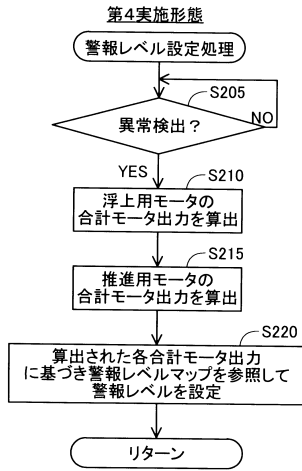 第4実施形態
警報レベル設定処理
S205
異常検出？
NO
YES
S210
浮上用モータの
合計モータ出力を算出
S215
推進用モータの
合計モータ出力を算出
S220
算出された各合計モータ出力
に基づき警報レベルマップを参照して
警報レベルを設定
リターン